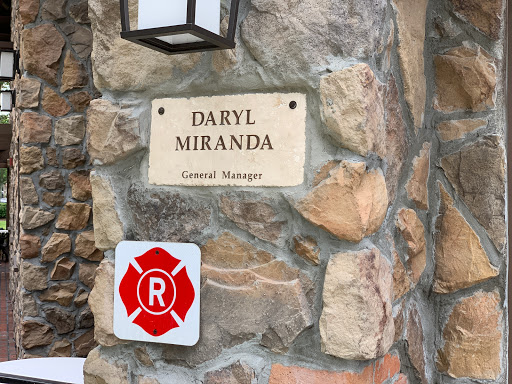 DARYL
MIRANDA
General Manager
R